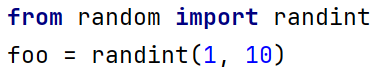 from random import randint
foo = randint(1, 10)